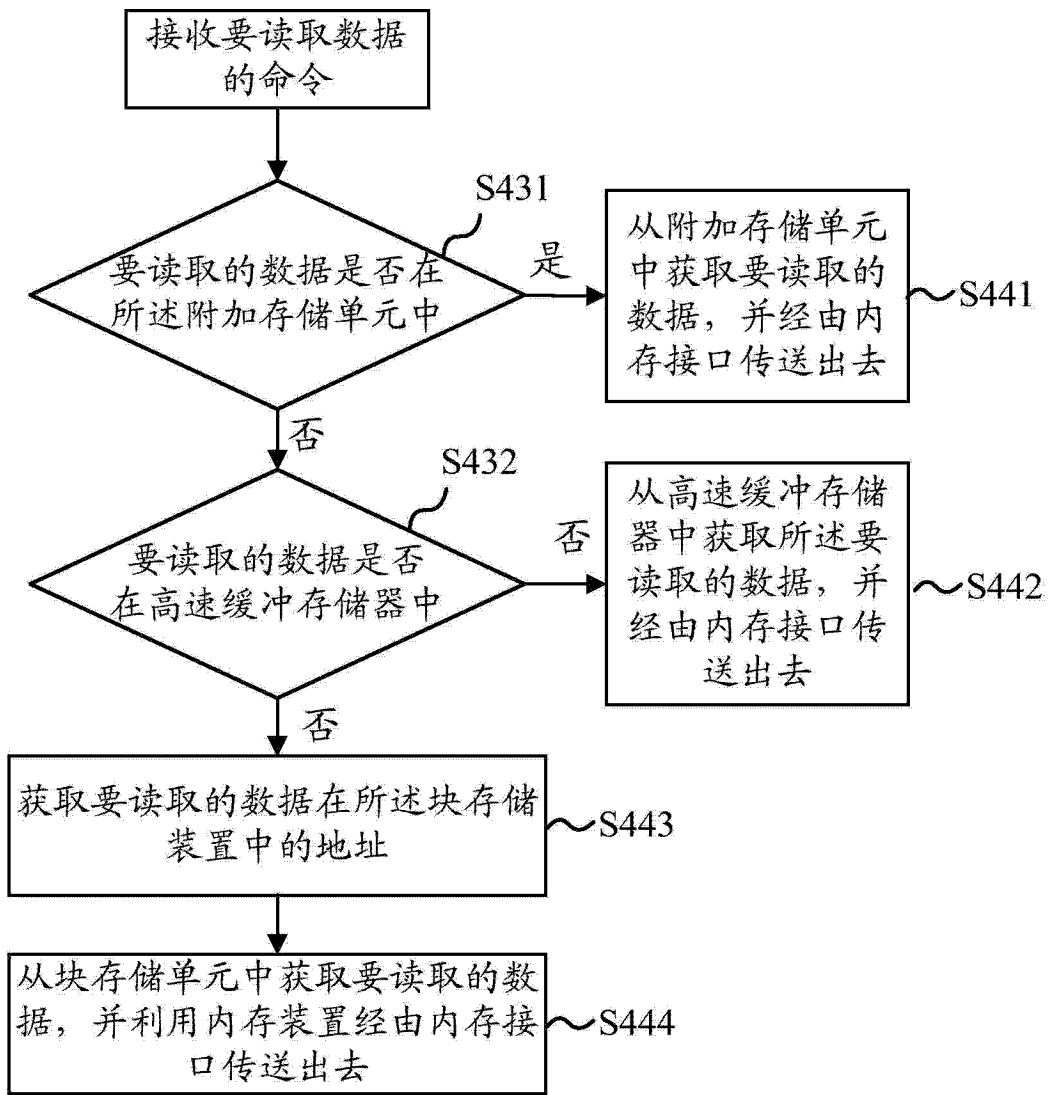 接收要读取数据
的命令
S431
要读取的数据是否在
所述附加存储单元中
是
从附加存储单元
中获取要读取的
数据，并经由内
存接口传送出去
S441
否
S432
要读取的数据是否
在高速缓冲存储器中
否
从高速缓冲存储
器中获取所述要
读取的数据，并
经由内存接口传
送出去
S442
否
获取要读取的数据在所述块存储
装置中的地址
S443
从块存储单元中获取要读取的数
据，并利用内存装置经由内存接
口传送出去
S444